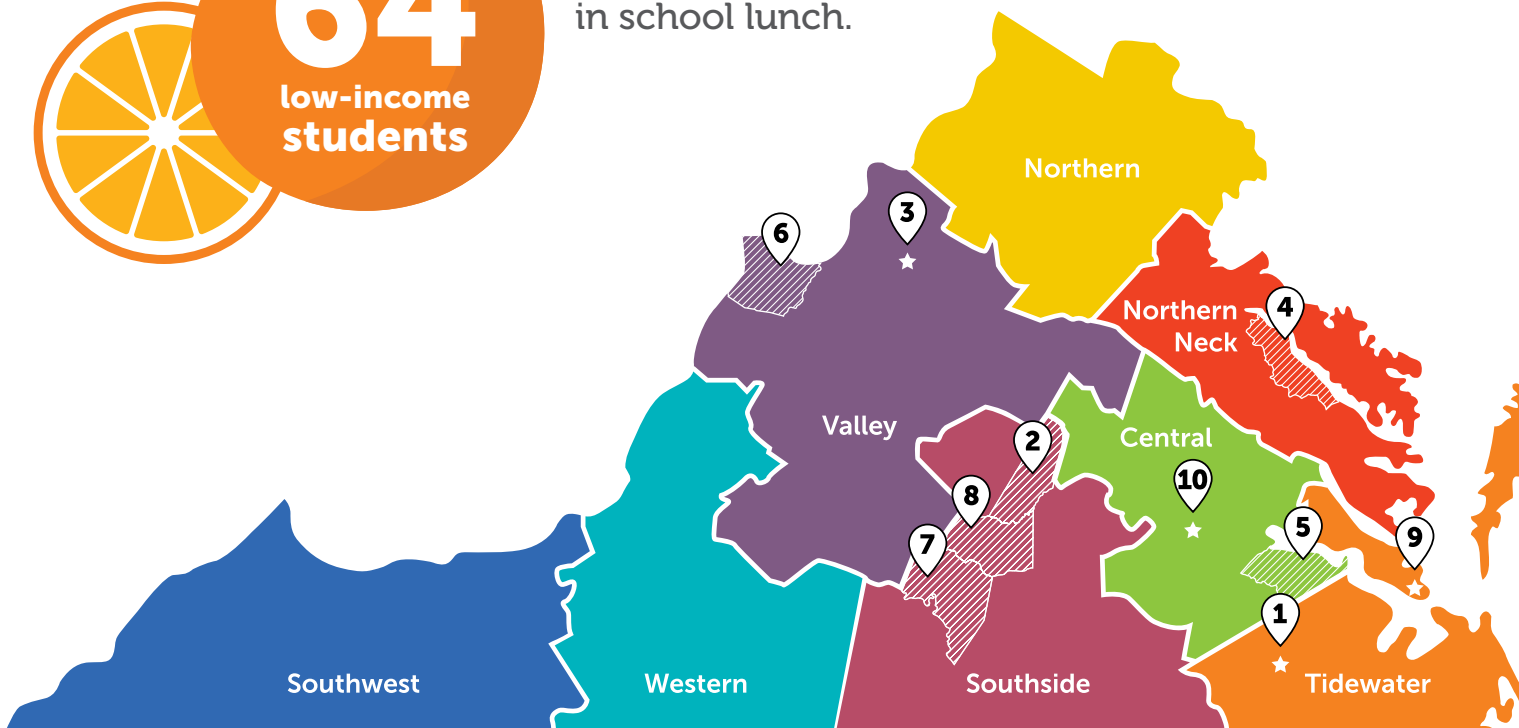 64
low-income
students
in school lunch.
Northern
3
6
Northern
Neck
4
Valley
Central
2
10
8
5
9
7
1
Southwest
Western
Southside
Tidewater